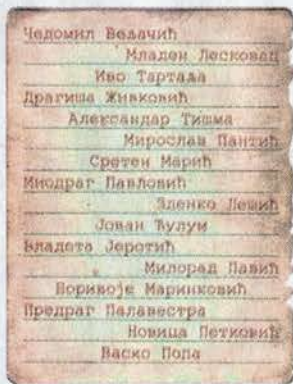 Чедомил Велачић
Младен Лесковац
Иво Тартаља
Драгиша Живковић
Александар Тишма
Мирослав Пантић
Сретен Марић
Миодраг Павловић
Зденко Лешић
Јован Ћулум
Владета Јеротић
Милорад Павић
Боривоје Маринковић
Предраг Палавестра
Новица Петковић
Васко Попа